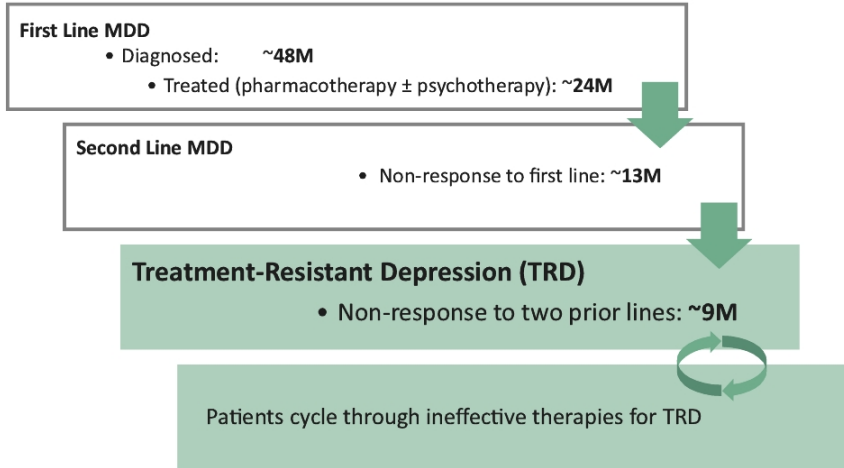 First Line MDD
• Diagnosed: ~48M
• Treated (pharmacotherapy ± psychotherapy): ~24M
Second Line MDD
• Non-response to first line: ~13M
Treatment-Resistant Depression (TRD)
• Non-response to two prior lines: ~9M
Patients cycle through ineffective therapies for TRD